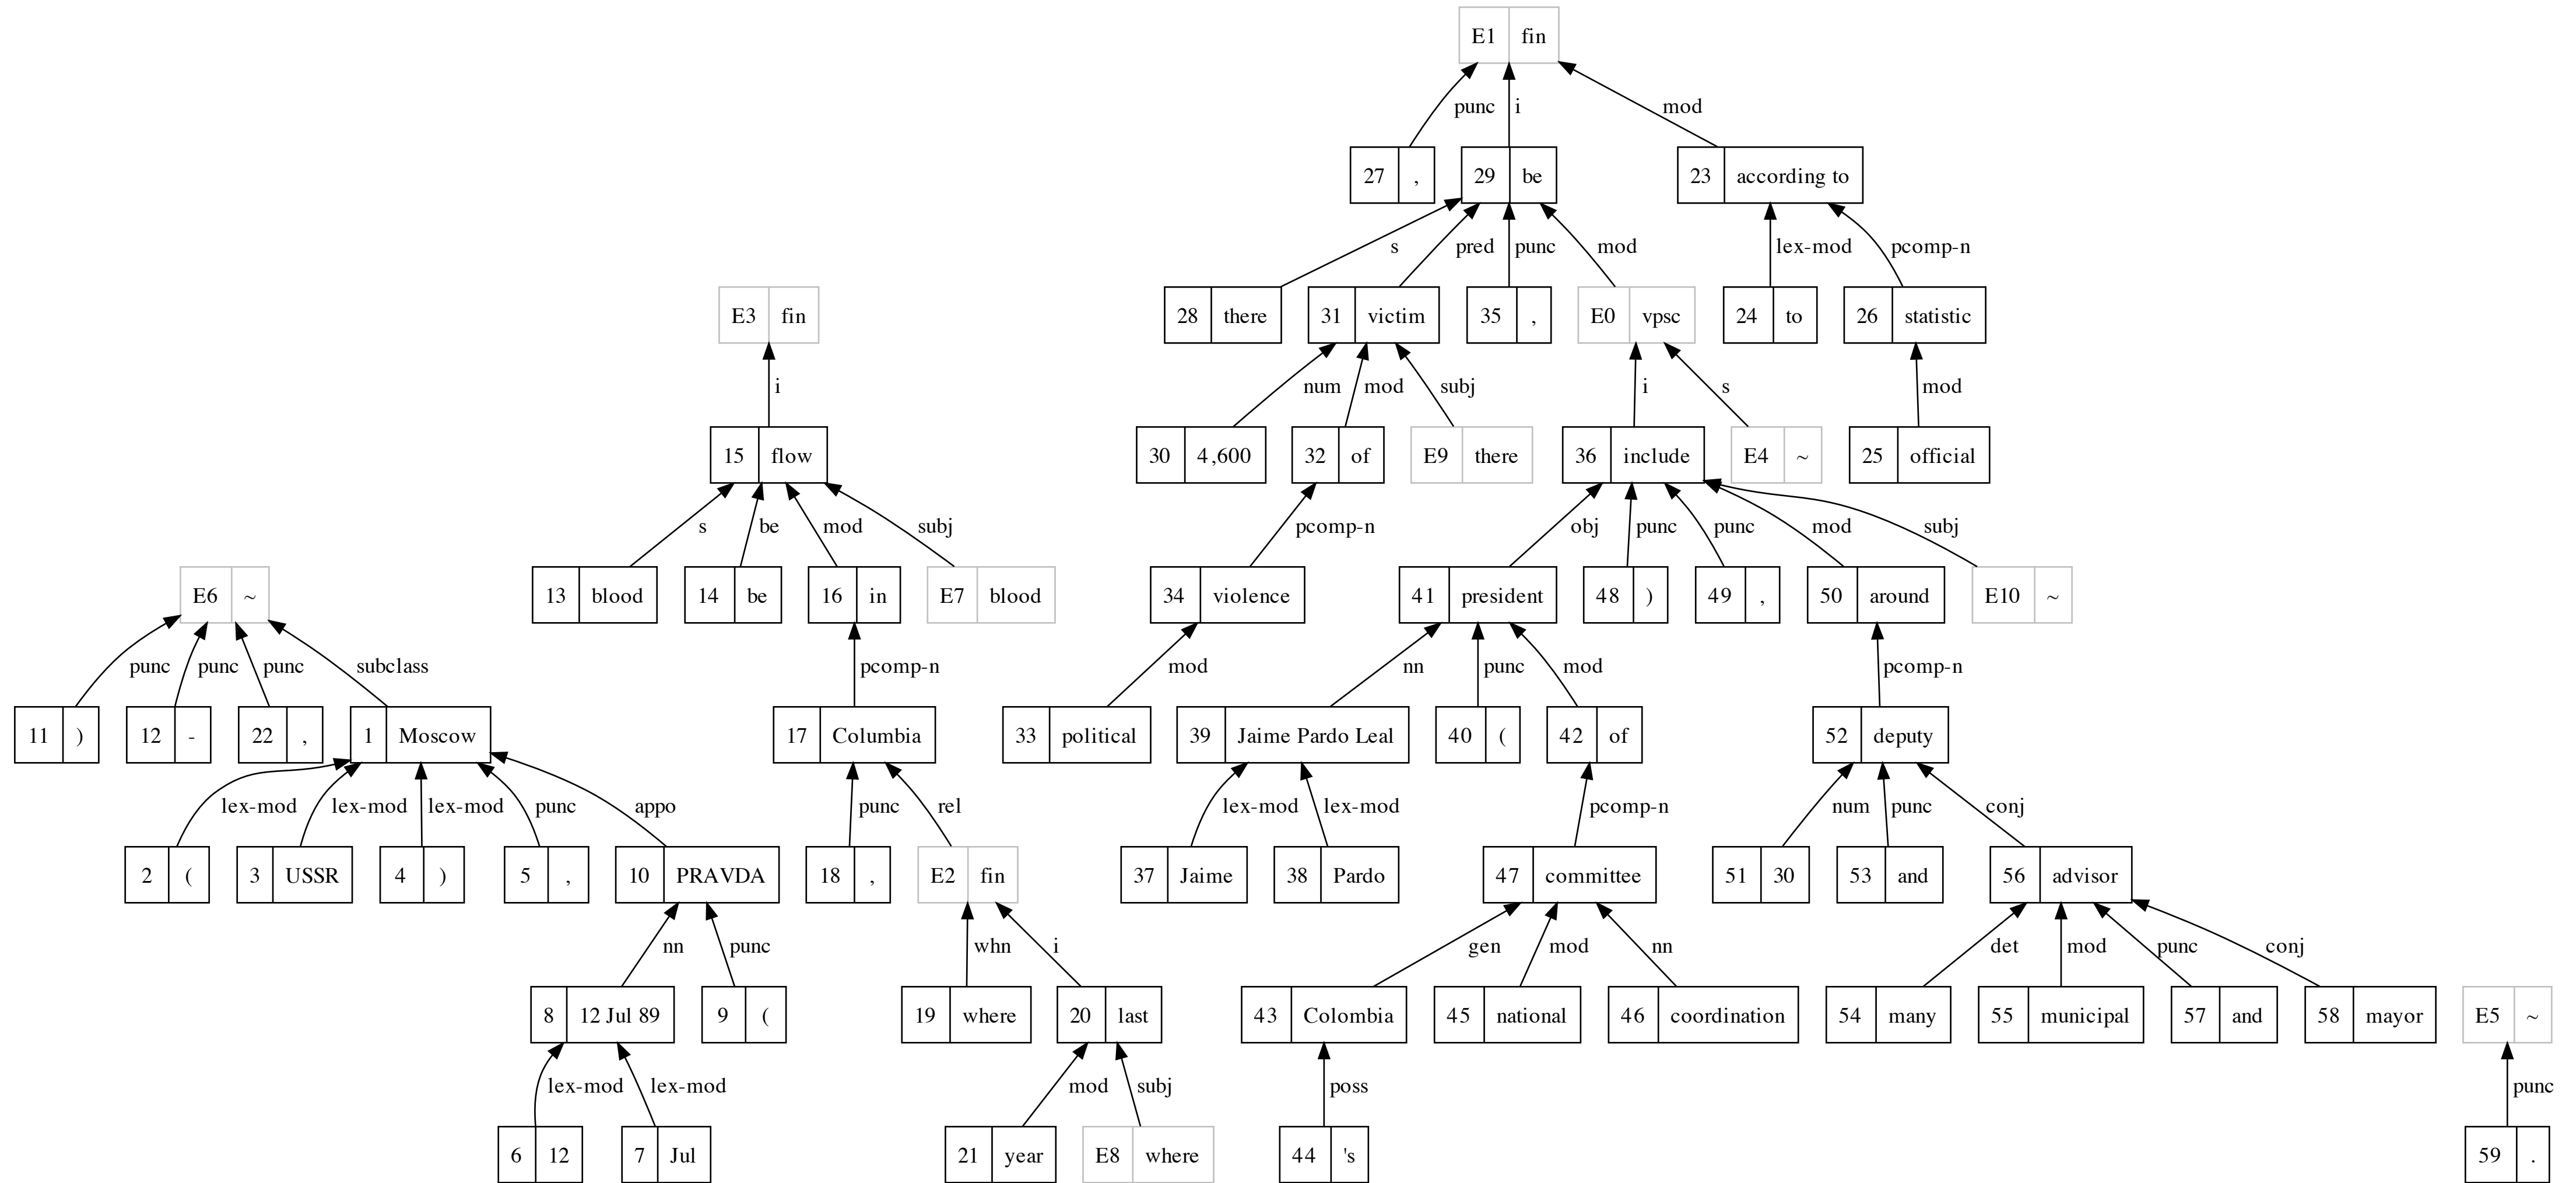 E1 fin
punc i mod
27 , 29 be 23 according to
s pred punc mod lex-mod pcomp-n
E3 fin 28 there 31 victim 35 , E0 vpsc 24 to 26 statistic
i num mod subj i s mod
15 flow 30 4,600 32 of E9 there 36 include E4 ~ 25 official
s be mod subj pcomp-n obj punc punc mod subj
E6 ~ 13 blood 14 be 16 in E7 blood 34 violence 41 president 48 ) 49 , 50 around E10 ~
punc punc punc subclass pcomp-n mod nn punc mod pcomp-n
11 ) 12 - 22 , 1 Moscow 17 Columbia 33 political 39 Jaime Pardo Leal 40 ( 42 of 52 deputy
lex-mod lex-mod lex-mod punc appo punc rel lex-mod lex-mod pcomp-n num punc conj
2 ( 3 USSR 4 ) 5 , 10 PRAVDA 18 , E2 fin 37 Jaime 38 Pardo 47 committee 51 30 53 and 56 advisor
nn punc whn i gen mod nn det mod punc conj
8 12 Jul 89 9 ( 19 where 20 last 43 Colombia 45 national 46 coordination 54 many 55 municipal 57 and 58 mayor E5 ~
lex-mod lex-mod mod subj poss punc
6 12 7 Jul 21 year E8 where 44 's 59 .